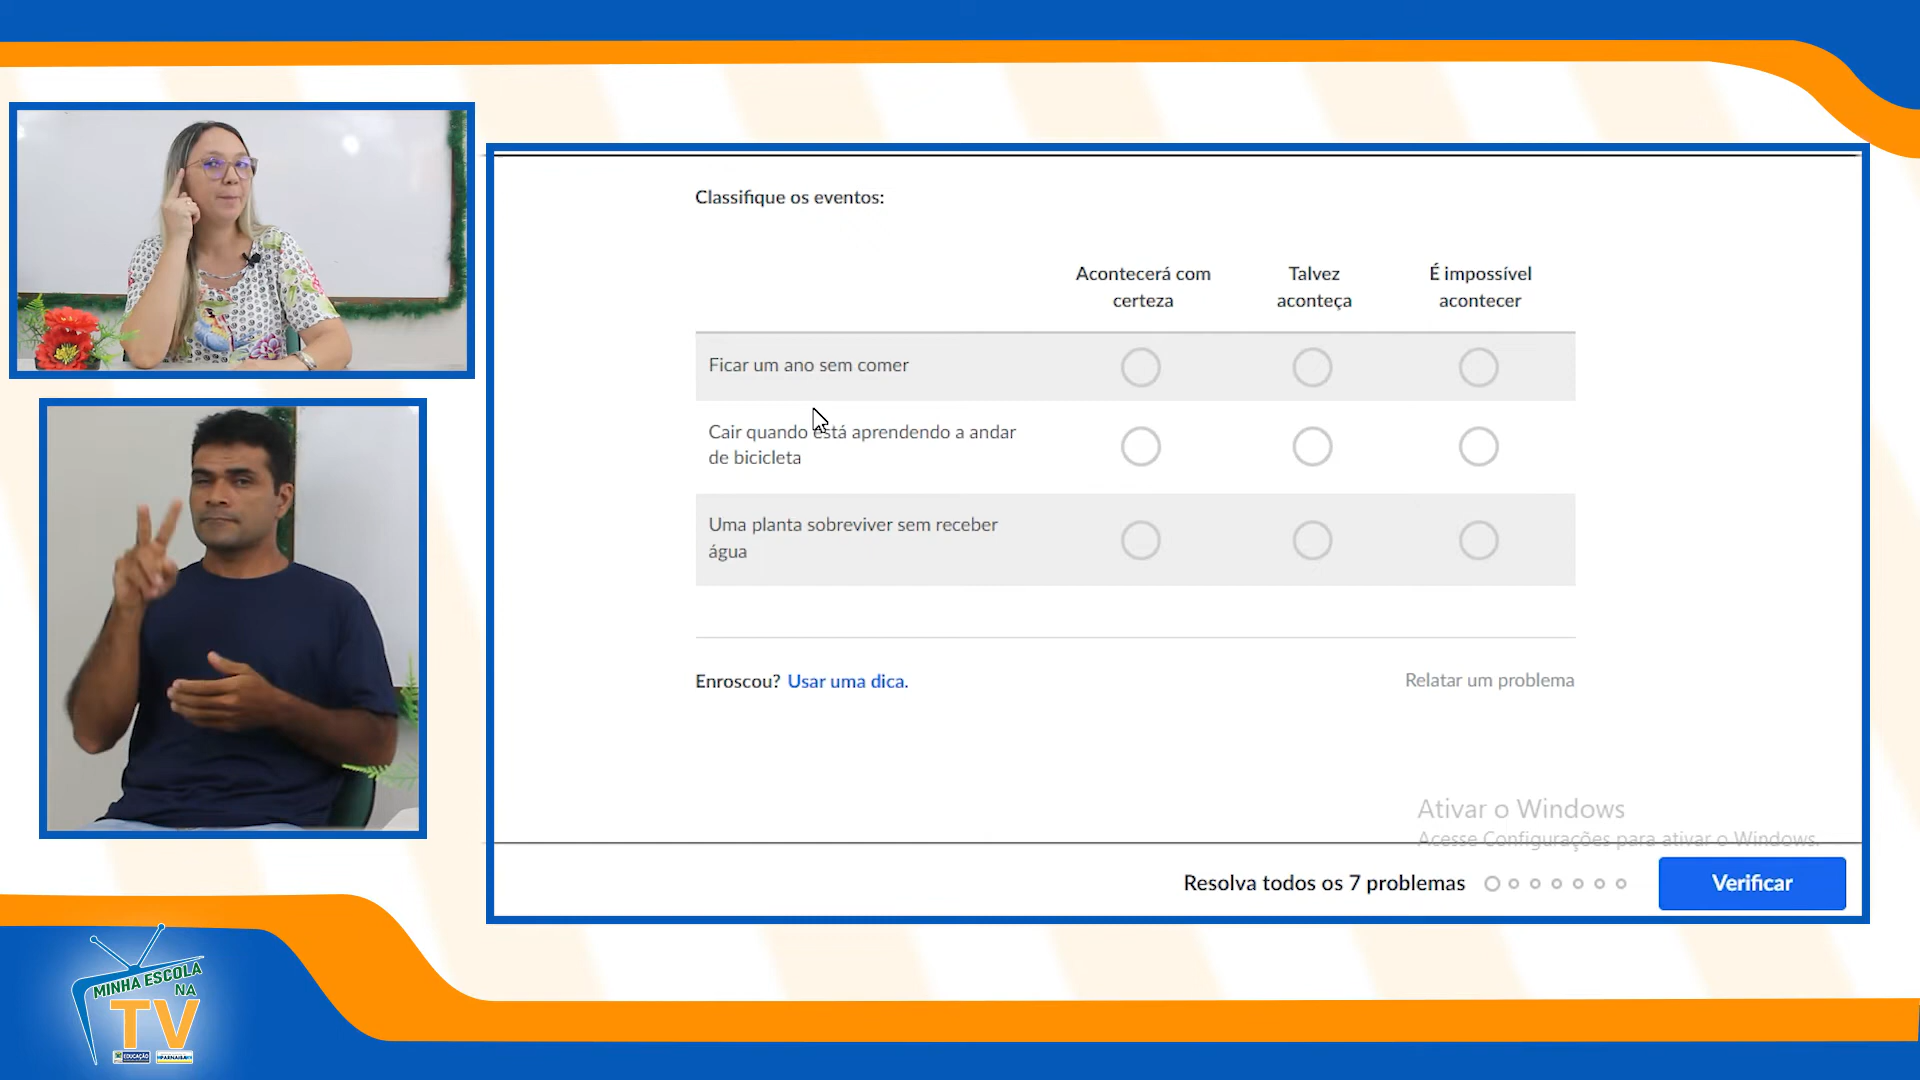 Classifique os eventos:
Acontecerá com
certeza
Talvez
aconteça
É impossível
acontecer
Ficar um ano sem comer
Cair quando está aprendendo a andar
de bicicleta
Uma planta sobreviver sem receber
água
Enroscou? Usar uma dica.
Relatar um problema
Ativar o Windows
Acesse Configurações para ativar o Windows.
Resolva todos os 7 problemas
Verificar
MINHA ESCOLA
NA
TV
EDUCAÇÃO
PARNAÍBA